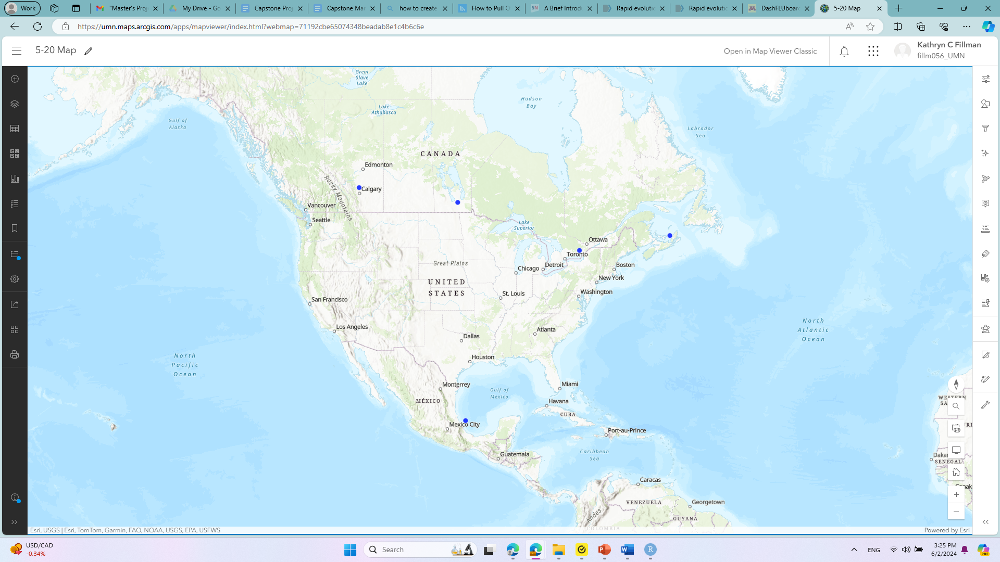 Work
"Master's Proje
My Drive - Go
Capstone Proj
Capstone Man
how to create
How to Pull O
A Brief Introdu
Rapid evolutio
Rapid evolutio
DashFLUboard
5-20 Map
https://umn.maps.arcgis.com/apps/mapviewer/index.html?webmap=71192cbe65074348beadab8e1c4b6c6e
5-20 Map
Open in Map Viewer Classic
Kathryn C Fillman
fillm056_UMN
Great
Slave
Lake
Hudson
Bay
Lake
Athabasca
Gulf of
Alaska
Labrador
Sea
CANADA
Edmonton
Rocky Mountains
Calgary
Vancouver
Seattle
Lake
Superior
Ottawa
Toronto
Great Plains
Chicago
Detroit
Boston
New York
UNITED
STATES
Washington
St. Louis
San Francisco
Los Angeles
Atlanta
Dallas
North
Atlantic
Ocean
North
Pacific
Ocean
Houston
Monterrey
Gulf of
Mexico
Miami
MÉXICO
Havana
CUBA
Mexico City
Port-au-Prince
Guatemala
Caribbean
Sea
Dakar
SENEGAL
Caracas
VENEZUELA
Georgetown
GUYANA
Andes
COLOMBIA
Conak
WESTERN
Esri, USGS | Esri, TomTom, Garmin, FAO, NOAA, USGS, EPA, USFWS
Powered by Esri
USD/CAD
-0.34%
Search
ENG
3:25 PM
6/2/2024